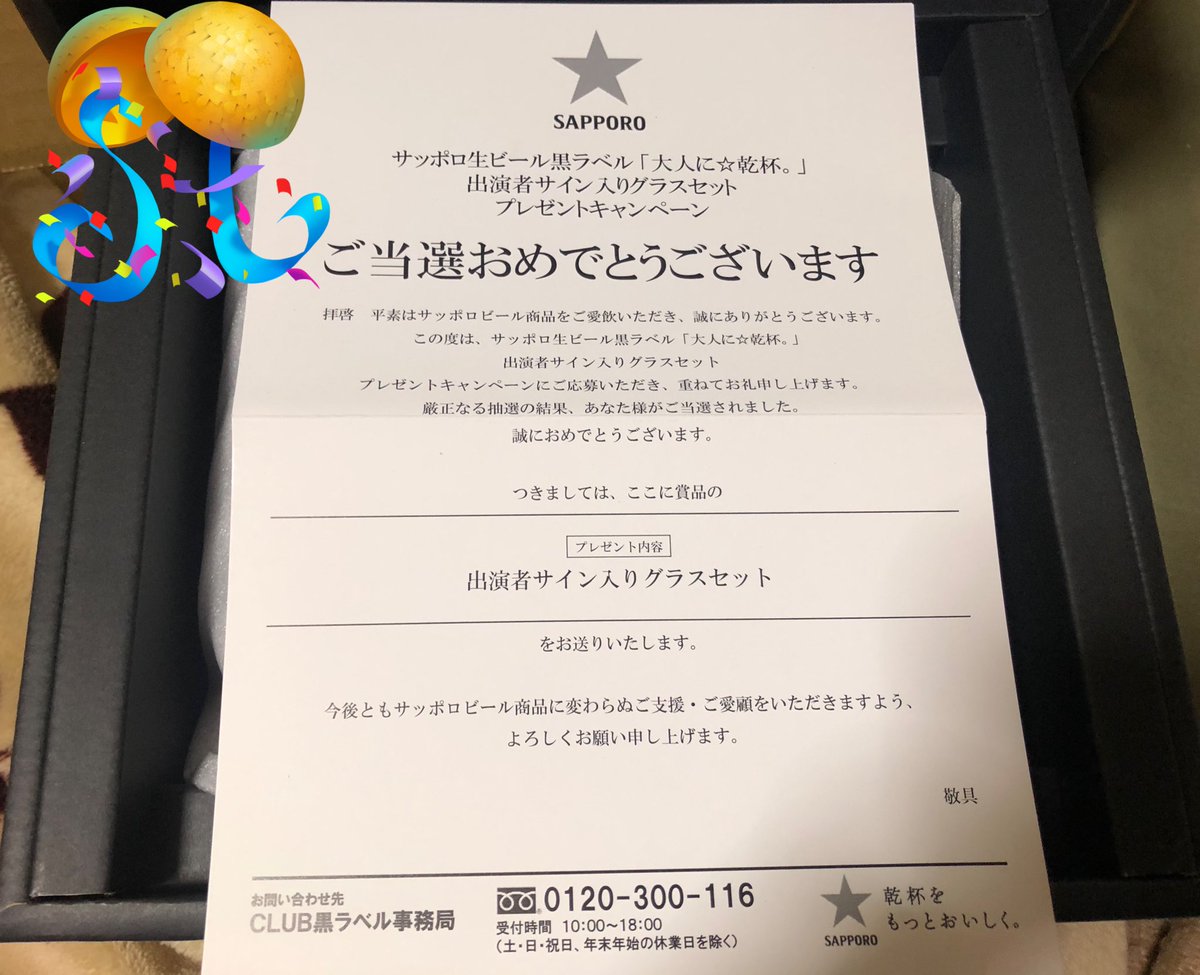 SAPPORO
サッポロ生ビール黒ラベル「大人に☆乾杯。」
出演者サイン入りグラスセット
プレゼントキャンペーン
ご当選おめでとうございます
拝啓　平素はサッポロビール商品をご愛飲いただき、誠にありがとうございます。
この度は、サッポロ生ビール黒ラベル「大人に☆乾杯。」
出演者サイン入りグラスセット
プレゼントキャンペーンにご応募いただき、重ねてお礼申し上げます。
厳正なる抽選の結果、あなた様がご当選されました。
誠におめでとうございます。
つきましては、ここに賞品の
プレゼント内容
出演者サイン入りグラスセット
をお送りいたします。
今後ともサッポロビール商品に変わらぬご支援・ご愛顧をいただきますよう、
よろしくお願い申し上げます。
敬具
お問い合わせ先
CLUB黒ラベル事務局
0120-300-116
受付時間 10:00～18:00
(土・日・祝日、年末年始の休業日を除く)
乾杯を
もっとおいしく。
SAPPORO